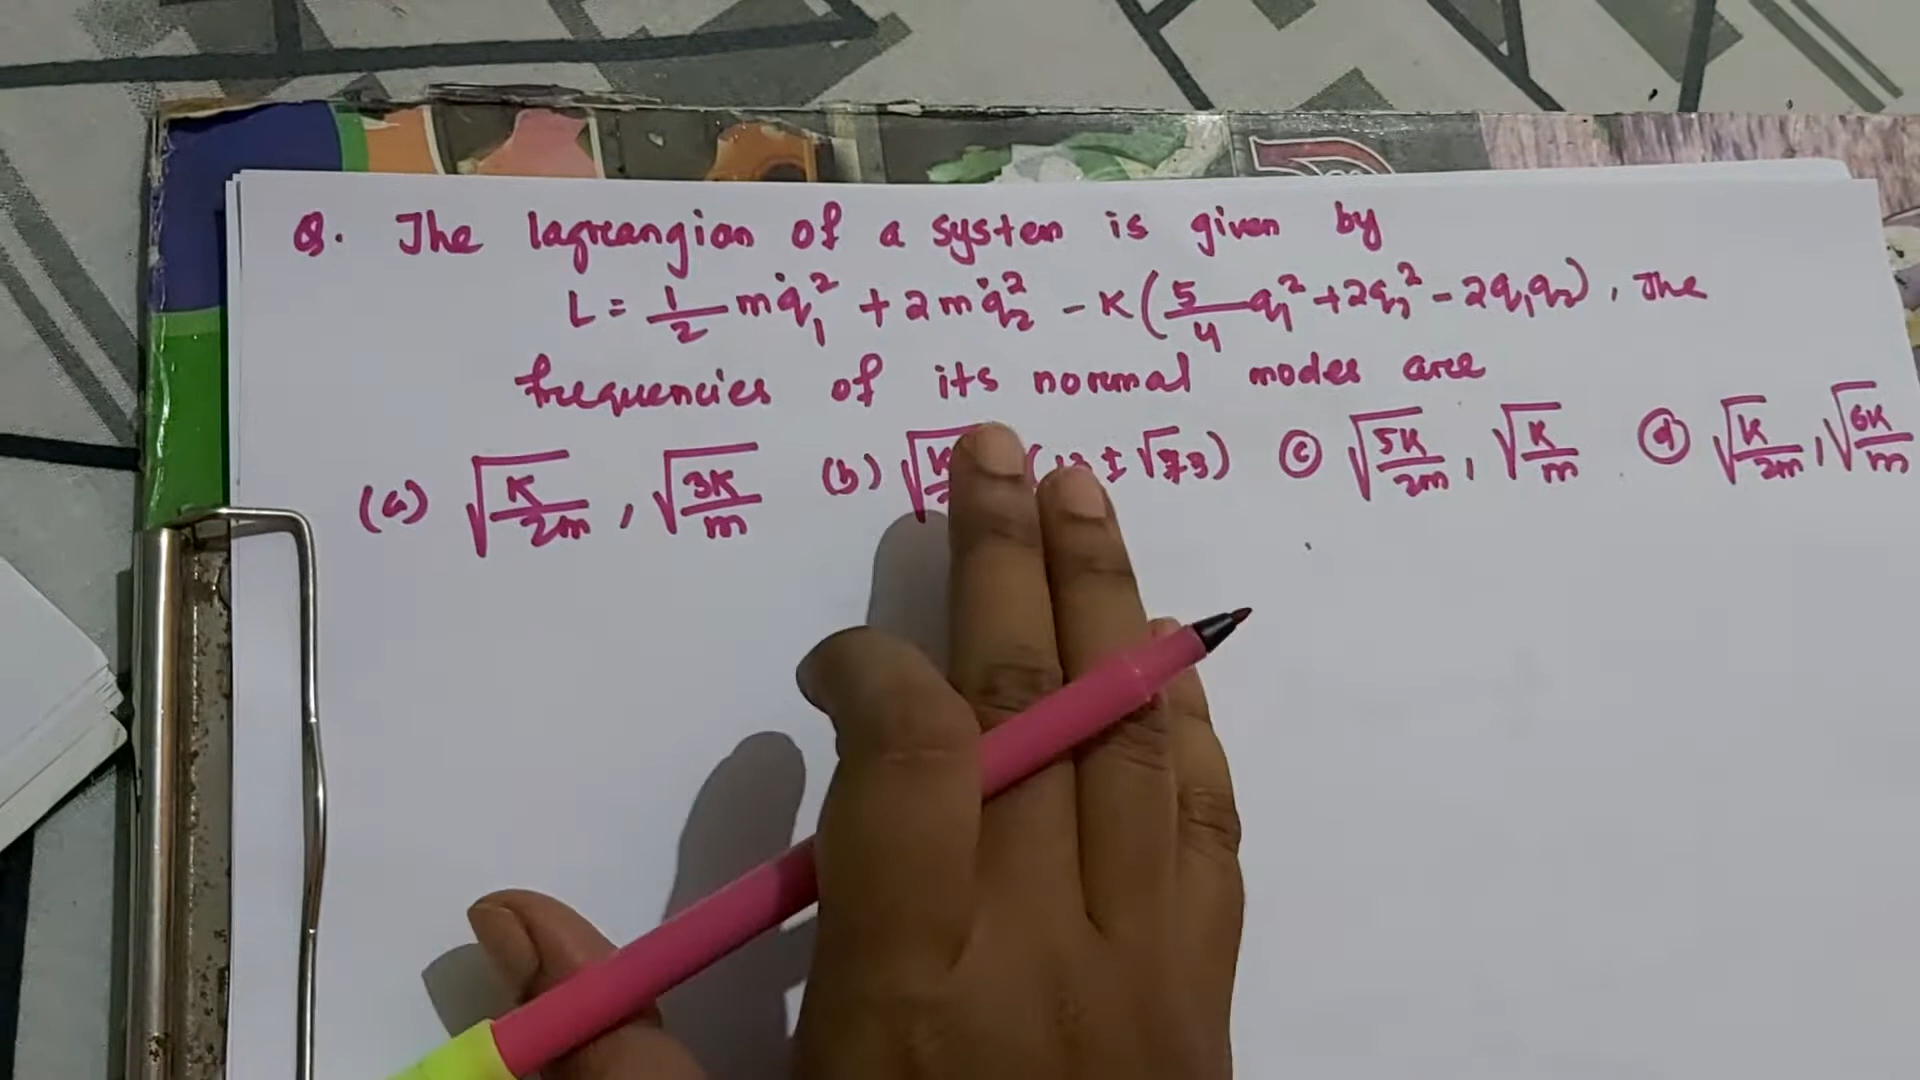 Q. The lagrangian of a system is given by
L = 1/2 mq̇₁² + 2mq̇₂² - K(5/4 q₁² + 2q₂² - 2q₁q₂), The
frequencies of its normal modes are
(a) √(K/2m), √(3K/m) (b) ± √73) (c) √(5K/2m), √(K/m) (d) √(K/2m), √(6K/m)